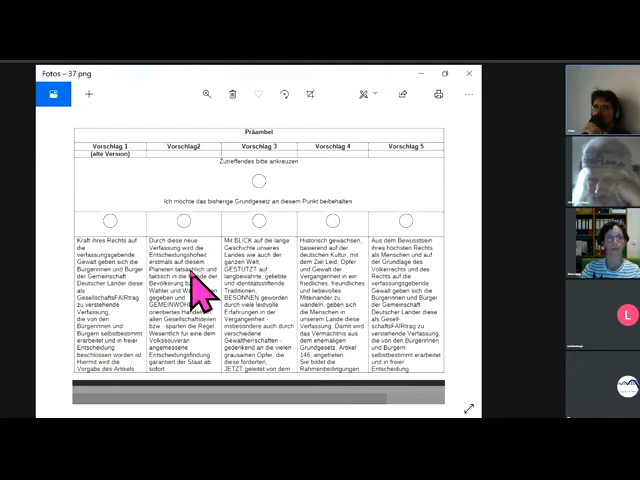 Fotos – 37.png
Präambel
Vorschlag 1
(alte Version)
Vorschlag2
Vorschlag 3
Vorschlag 4
Vorschlag 5
Zutreffendes bitte ankreuzen
Ich möchte das bisherige Grundgesetz an diesem Punkt beibehalten
Kraft ihres Rechts auf
die
verfassungsgebende
Gewalt geben sich die
Bürgerinnen und Bürger
der Gemeinschaft
Deutscher Länder diese
als
GesellschaftsFAIRtrag
zu verstehende
Verfassung,
die von den
Bürgerinnen und
Bürgern selbstbestimmt
erarbeitet und in freier
Entscheidung
beschlossen worden ist
Hiermit wird die
Vorgabe des Artikels
Durch diese neue
Verfassung wird die
Entscheidungshoheit
erstmals auf diesem
Planeten tatsächlich und
faktisch in die der
Bevölkerung
Wähler und
gegeben und
GEMEINWOHL
orientiertes
allen Gesellschaftsteilen
bzw -sparten die Regel
Wesentlich für eine dem
Volkssouverän
angemessene
Entscheidungsfindung
garantiert der Staat ab
sofort
Mit BLICK auf die lange
Geschichte unseres
Landes wie auch der
ganzen Welt,
GESTÜTZT auf
langbewährte, geliebte
und identitätsstiftende
Traditionen,
BESONNEN geworden
durch viele leidvolle
Erfahrungen in der
Vergangenheit -
insbesondere auch durch
verschiedene
Gewaltherrschaften -
gedenkend an die vielen
grausamen Opfer, die
diese forderten,
JETZT geleitet von dem
Historisch gewachsen,
basierend auf der
deutschen Kultur, mit
dem Ziel Leid, Opfer
und Gewalt der
Vergangenheit in ein
friedliches, freundliches
und liebevolles
Miteinander zu
wandeln, geben sich
die Menschen in
unserem Lande diese
Verfassung. Damit wird
das Vermächtnis aus
dem ehemaligen
Grundgesetz, Artikel
146, angetreten.
Sie bildet die
Rahmenbedingungen
Aus dem Bewusstsein
ihres höchsten Rechts
als Menschen und auf
der Grundlage des
Völkerrechts und des
Rechts auf die
verfassungsgebende
Gewalt geben sich die
Bürgerinnen und Bürger
der Gemeinschaft
Deutscher Länder diese
als Gesell-
schaftsFAIRtrag zu
verstehende Verfassung,
die von den Bürgerinnen
und Bürgern
selbstbestimmt erarbeitet
und in freier
Entscheidung
L